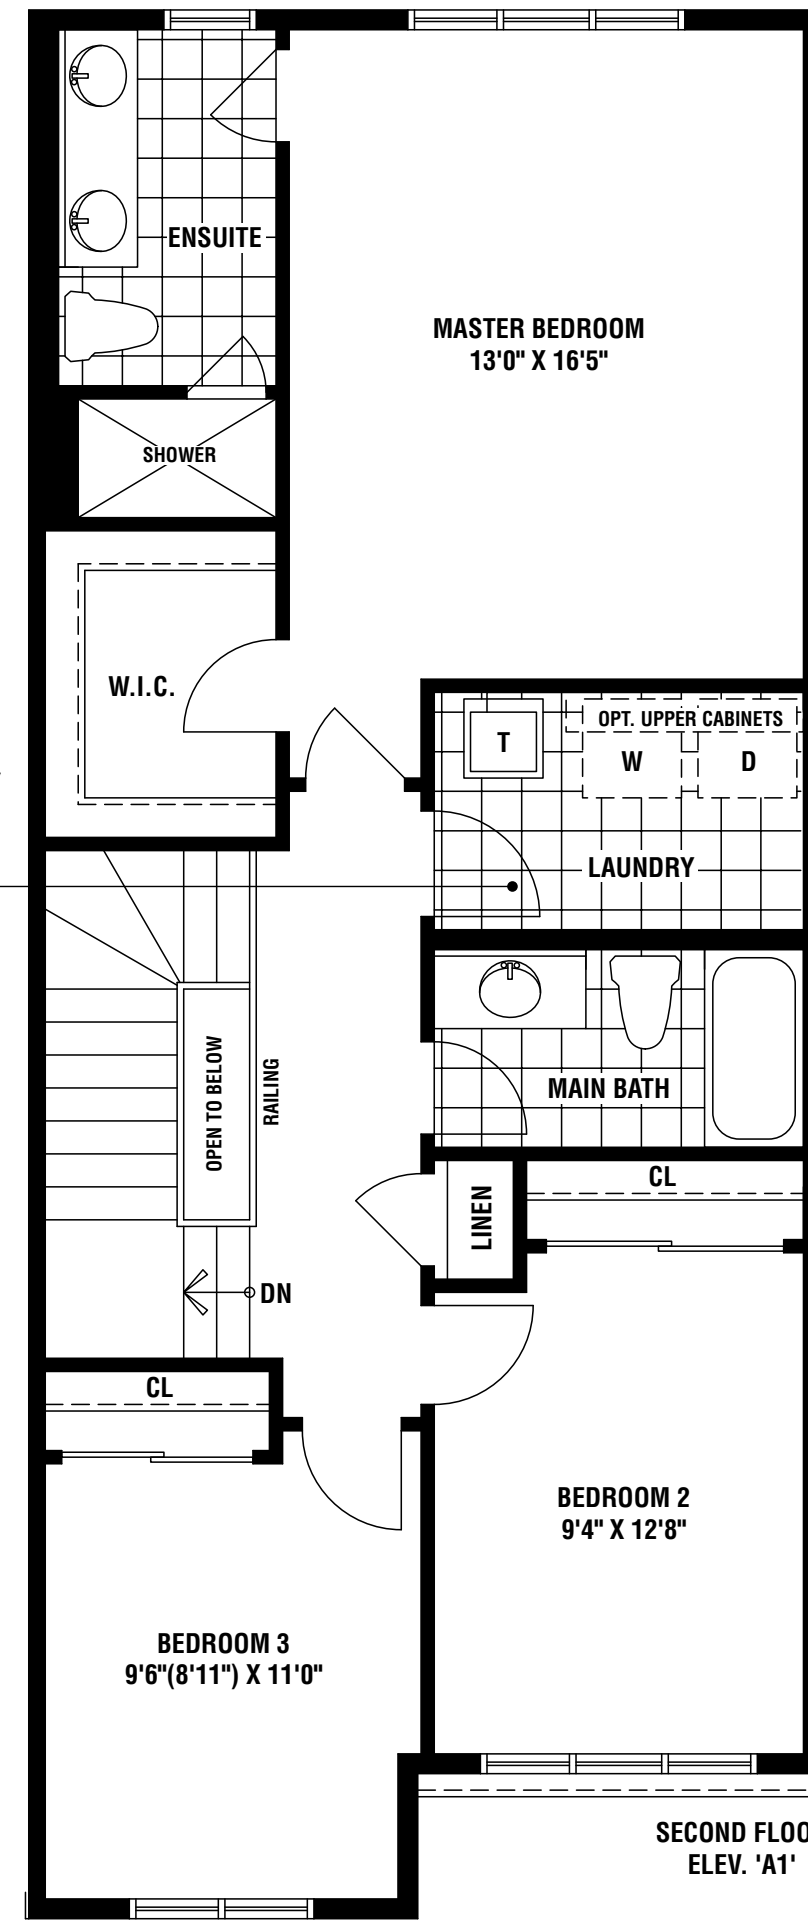 ENSUITE
MASTER BEDROOM
13'0" X 16'5"
SHOWER
W.I.C.
OPT. UPPER CABINETS
T
W
D
LAUNDRY
OPEN TO BELOW
RAILING
MAIN BATH
LINEN
CL
DN
CL
BEDROOM 2
9'4" X 12'8"
BEDROOM 3
9'6"(8'11") X 11'0"
SECOND FLOO
ELEV. 'A1'